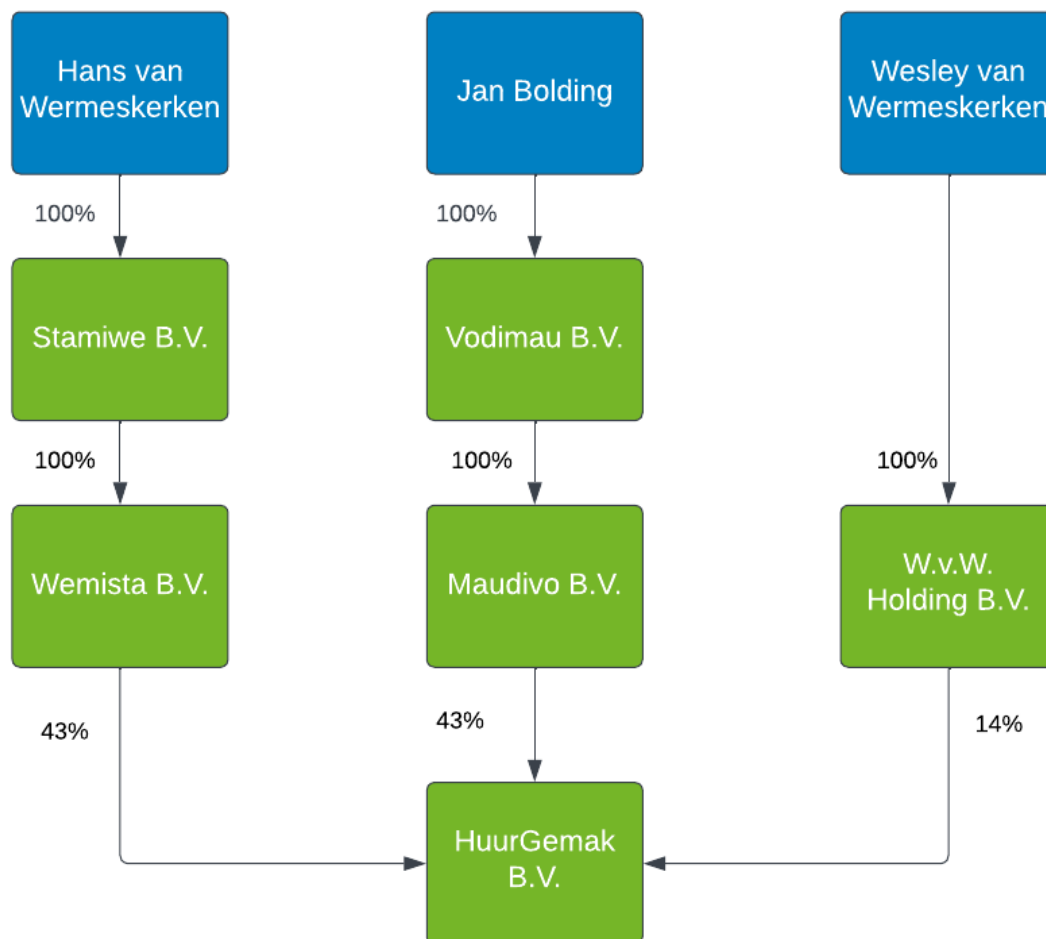 Hans van
Wermeskerken
Jan Bolding
Wesley van
Wermeskerken
100%
100%
Stamiwe B.V.
Vodimau B.V.
100%
100%
100%
Wemista B.V.
Maudivo B.V.
W.v.W.
Holding B.V.
43%
43%
14%
HuurGemak
B.V.